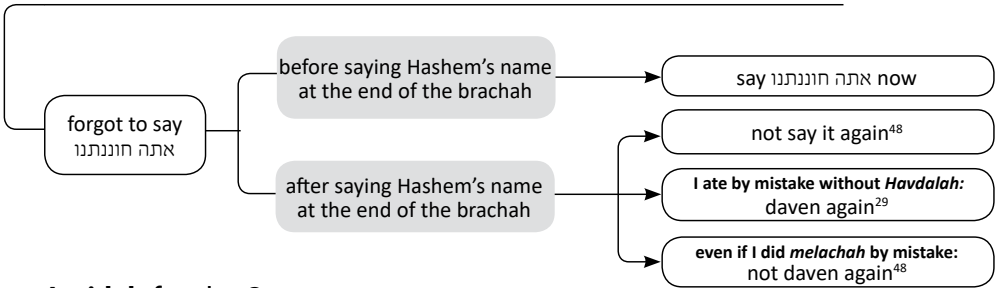 forgot to say
אתה חוננתנו
before saying Hashem's name
at the end of the brachah
say אתה חוננתנו now
after saying Hashem's name
at the end of the brachah
not say it again48
I ate by mistake without Havdalah:
daven again29
even if I did melachah by mistake:
not daven again48